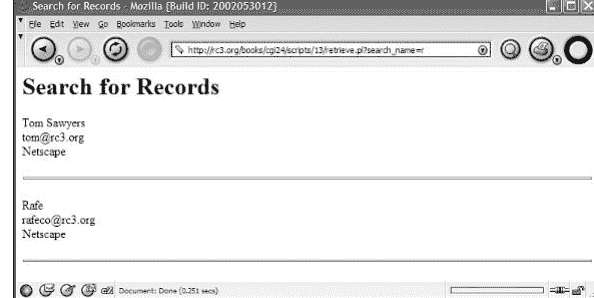 Search for Records - Mozilla {Build ID: 2002053012}
File Edit View Go Bookmarks Tools Window Help
http://rc3.org/books/cgi24/scripts/13/retrieve.pl?search_name=r
Search for Records
Tom Sawyers
tom@rc3.org
Netscape
Rafe
rafeco@rc3.org
Netscape
Document: Done (0.251 secs)